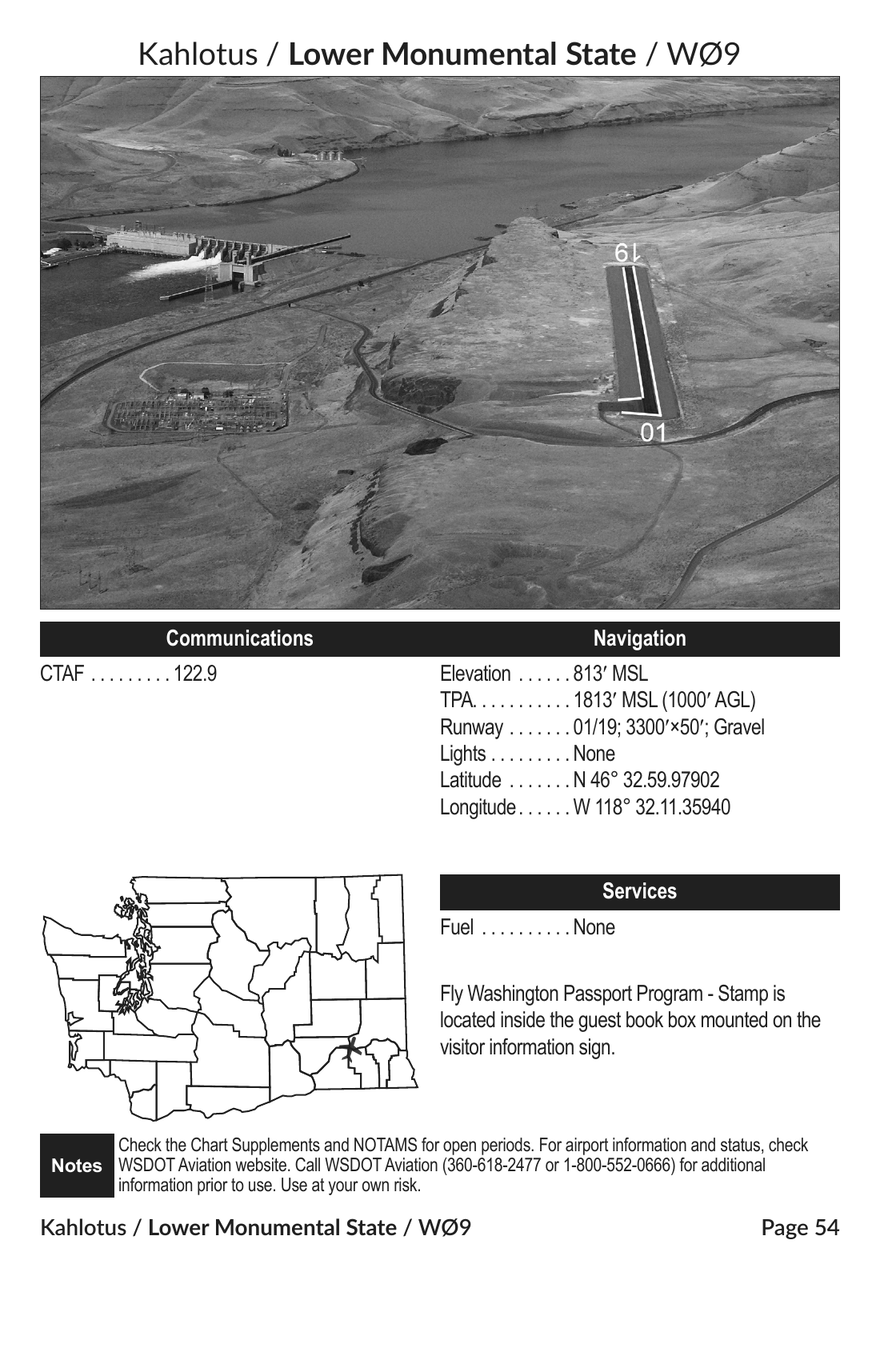 Kahlotus / Lower Monumental State / WØ9
19
01
Communications
CTAF . . . . . . . . . 122.9
Navigation
Elevation . . . . . . 813′ MSL
TPA. . . . . . . . . . . 1813′ MSL (1000′ AGL)
Runway . . . . . . . 01/19; 3300′×50′; Gravel
Lights . . . . . . . . . None
Latitude . . . . . . . N 46° 32.59.97902
Longitude . . . . . . W 118° 32.11.35940
Services
Fuel . . . . . . . . . . None
Fly Washington Passport Program - Stamp is
located inside the guest book box mounted on the
visitor information sign.
Notes
Check the Chart Supplements and NOTAMS for open periods. For airport information and status, check
WSDOT Aviation website. Call WSDOT Aviation (360-618-2477 or 1-800-552-0666) for additional
information prior to use. Use at your own risk.
Kahlotus / Lower Monumental State / WØ9
Page 54